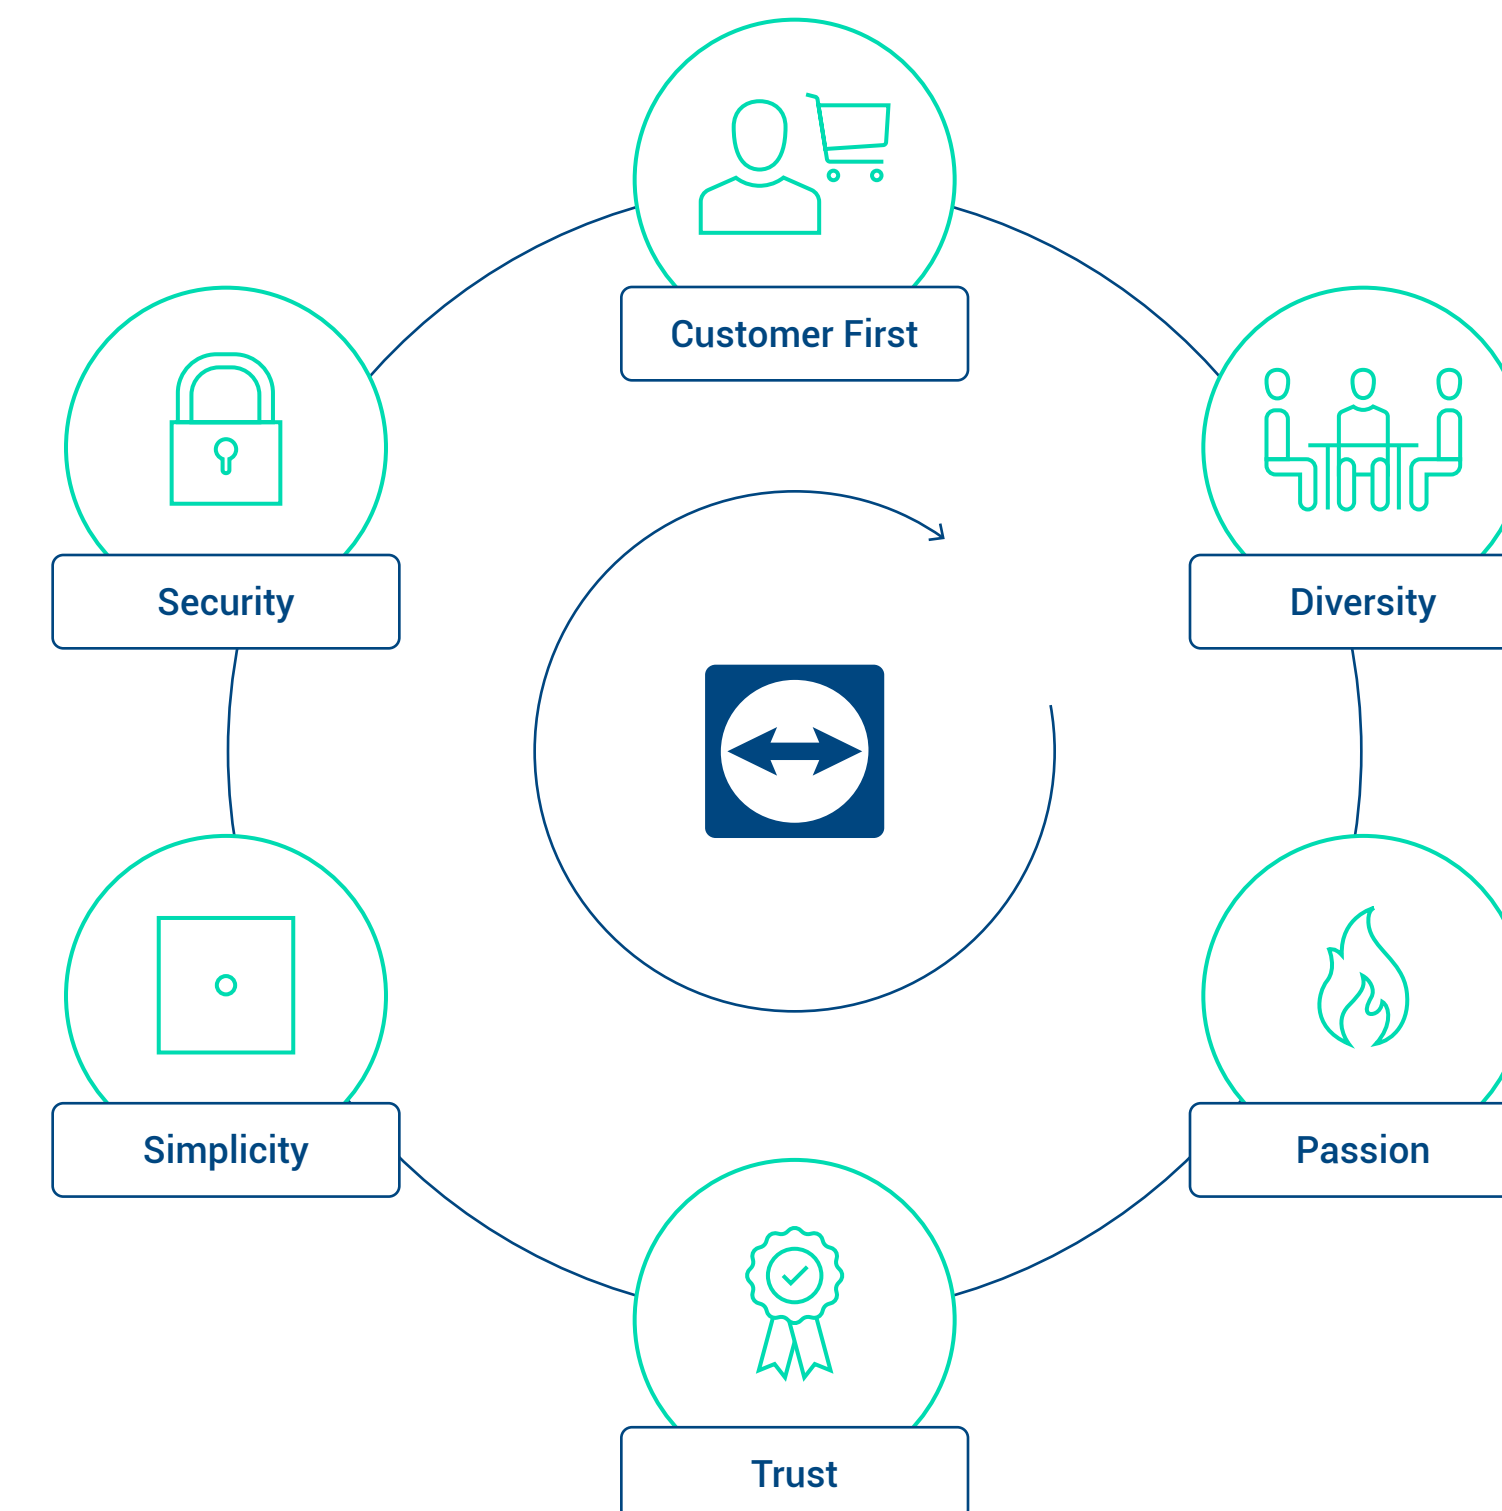 Customer First
Security
Diversity
Simplicity
Passion
Trust